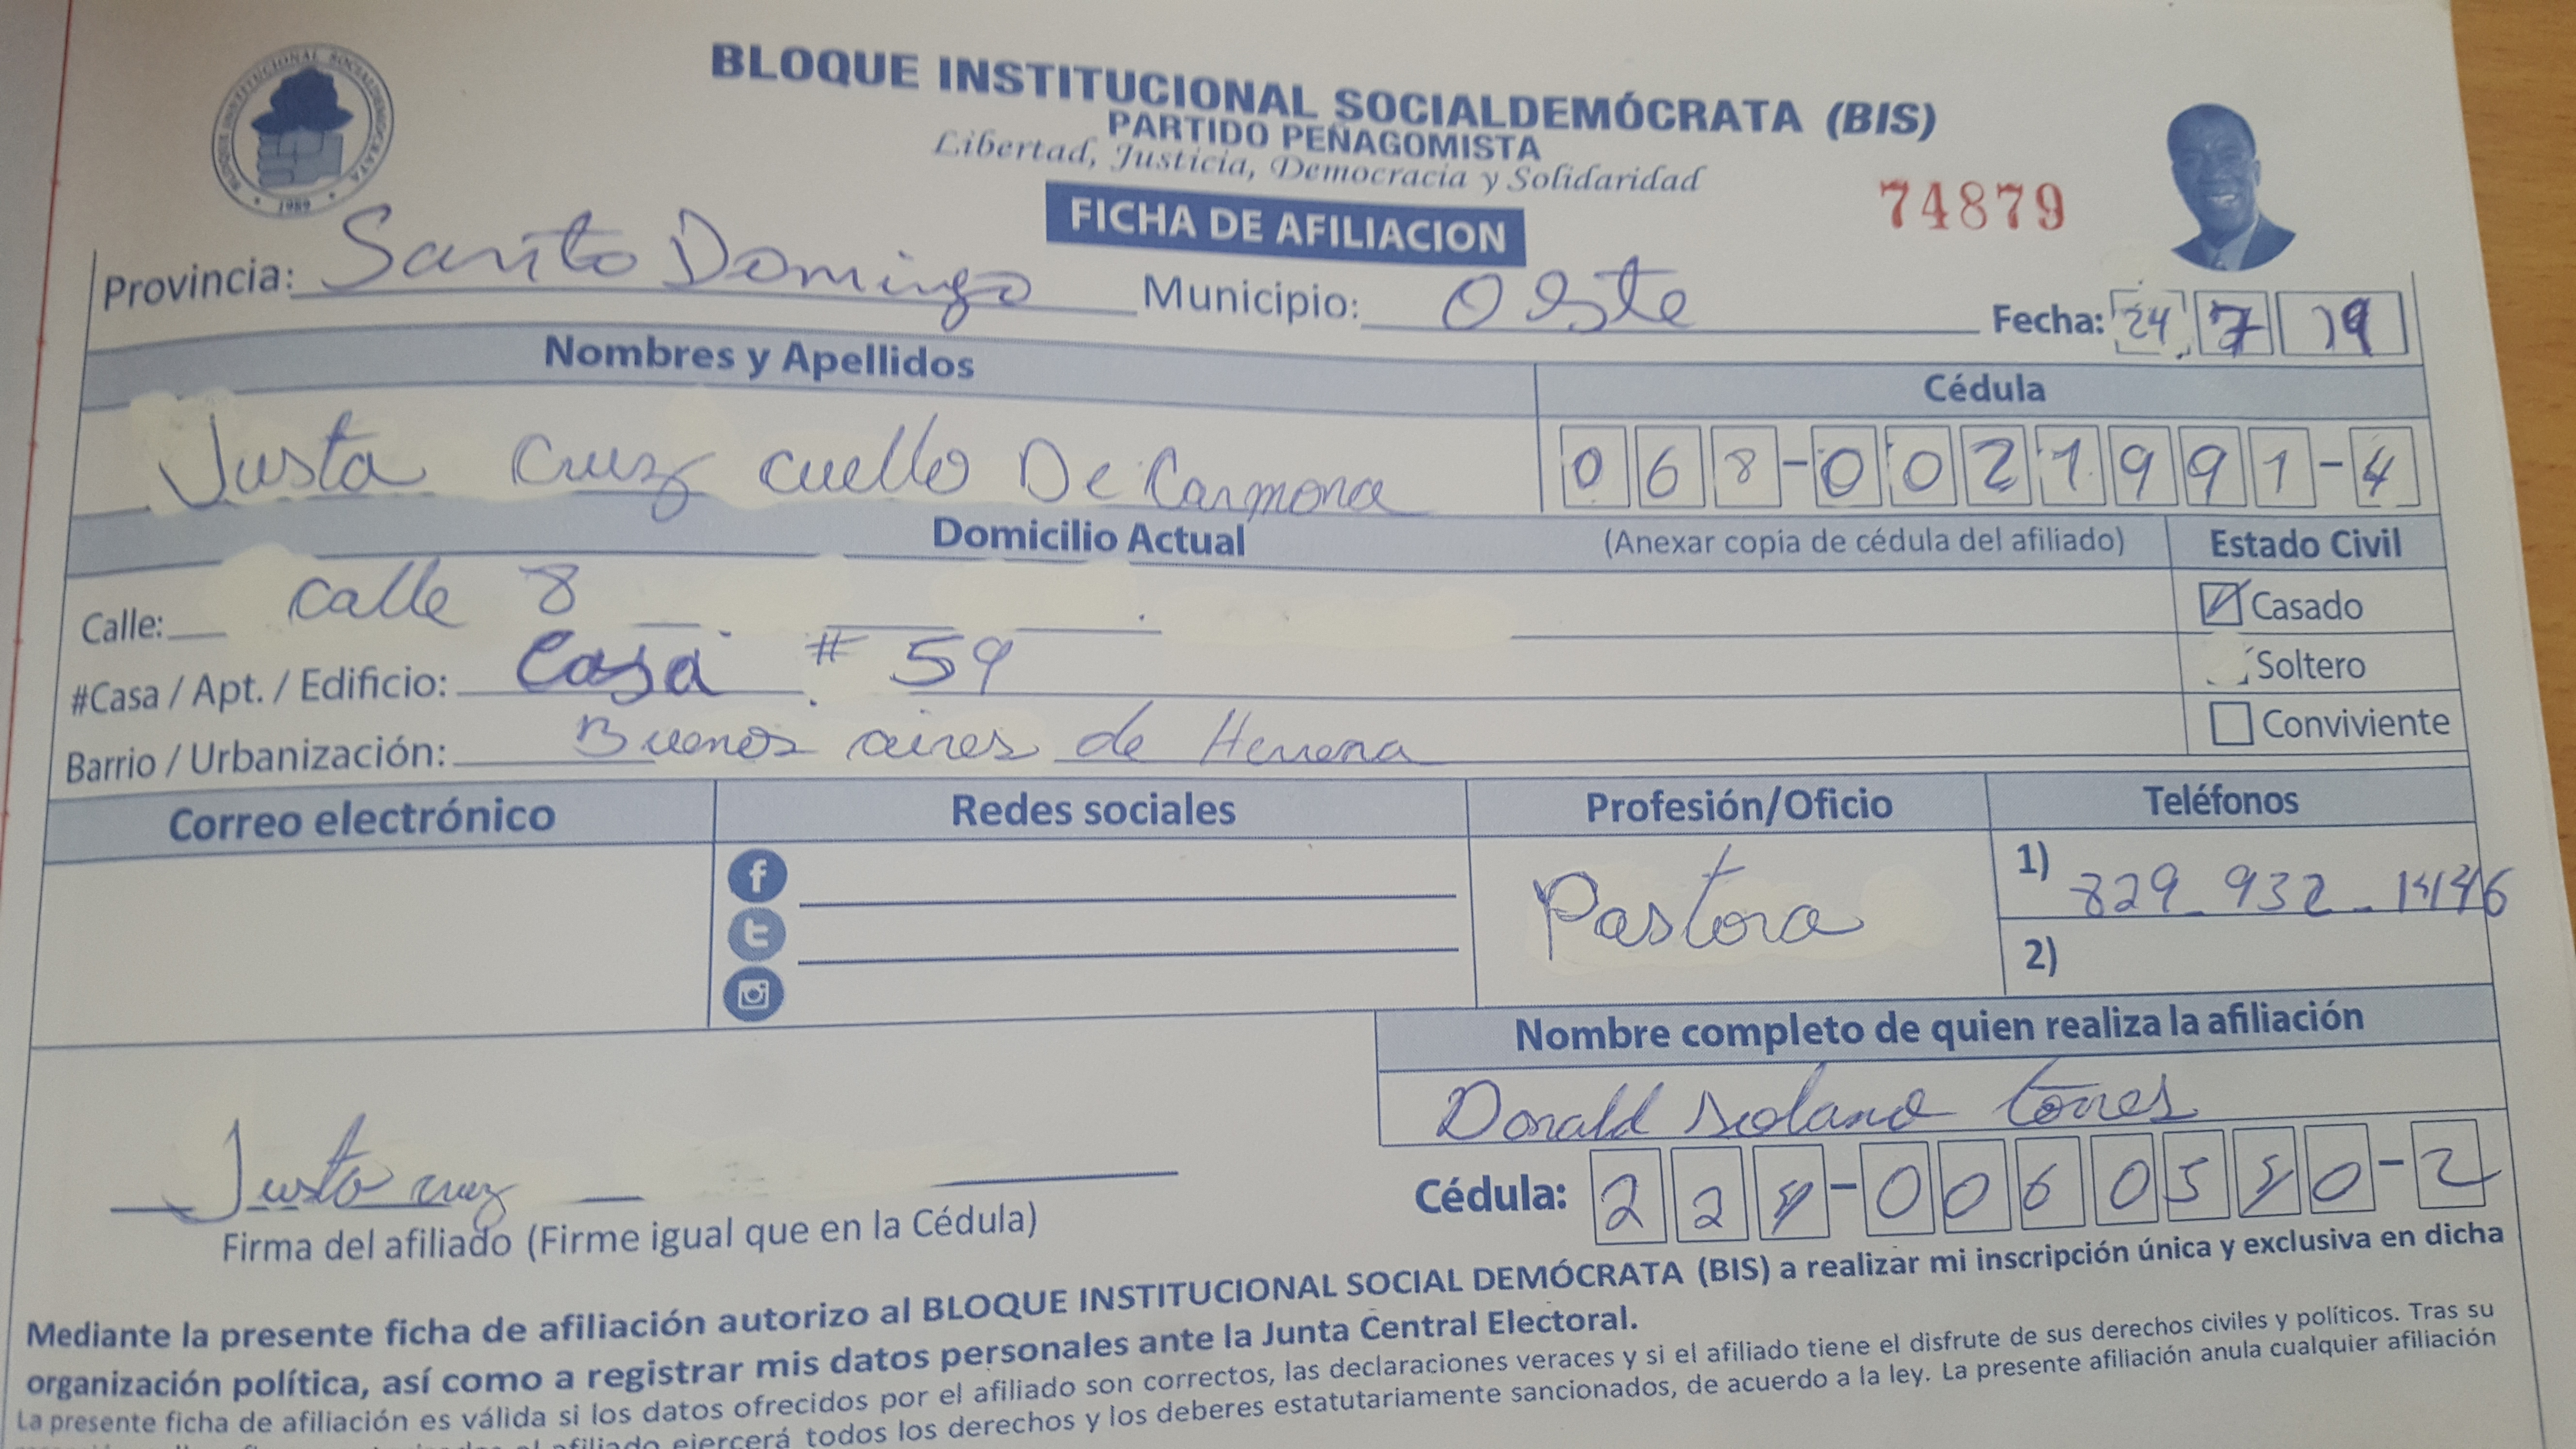 BLOQUE INSTITUCIONAL SOCIALDEMÓCRATA
1989
BLOQUE INSTITUCIONAL SOCIALDEMÓCRATA (BIS)
PARTIDO PEÑAGOMISTA
Libertad, Justicia, Democracia y Solidaridad
FICHA DE AFILIACION
74879
Provincia: Santo Domingo Municipio: Oeste Fecha: 24 7 19
Nombres y Apellidos Cédula
Justa Cruz cuello De Carmona 068-0021991-4
Domicilio Actual (Anexar copia de cédula del afiliado) Estado Civil
Calle: calle 8 Casado
#Casa / Apt. / Edificio: Casa # 59 Soltero
Barrio / Urbanización: Buenos aires de Herrera Conviviente
Correo electrónico Redes sociales Profesión/Oficio Teléfonos
Pastora 1) 829-932-1446
2)
Nombre completo de quien realiza la afiliación
Donald Solano torres
Justa cruz Cédula:
Firma del afiliado (Firme igual que en la Cédula)
Mediante la presente ficha de afiliación autorizo al BLOQUE INSTITUCIONAL SOCIAL DEMÓCRATA (BIS) a realizar mi inscripción única y exclusiva en dicha
organización política, así como a registrar mis datos personales ante la Junta Central Electoral.
La presente ficha de afiliación es válida si los datos ofrecidos por el afiliado son correctos, las declaraciones veraces y si el afiliado tiene el disfrute de sus derechos civiles y políticos. Tras su
afiliado ejercerá todos los derechos y los deberes estatutariamente sancionados, de acuerdo a la ley. La presente afiliación anula cualquier afiliación